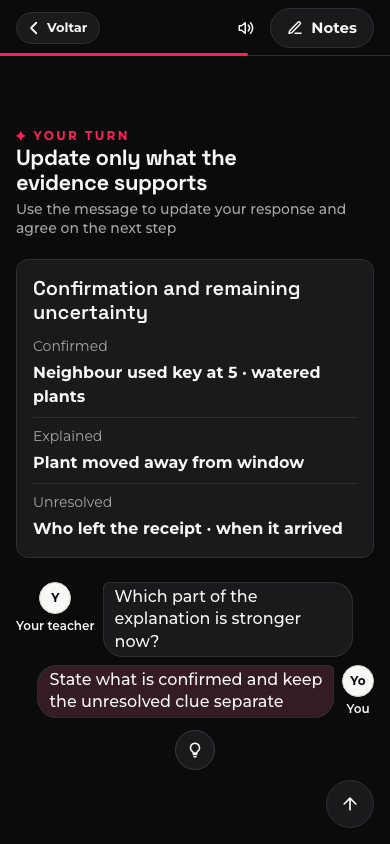 Voltar
Notes
YOUR TURN
Update only what the
evidence supports
Use the message to update your response and
agree on the next step
Confirmation and remaining
uncertainty
Confirmed
Neighbour used key at 5 · watered
plants
Explained
Plant moved away from window
Unresolved
Who left the receipt · when it arrived
Y
Your teacher
Which part of the
explanation is stronger
now?
State what is confirmed and keep
the unresolved clue separate
Yo
You